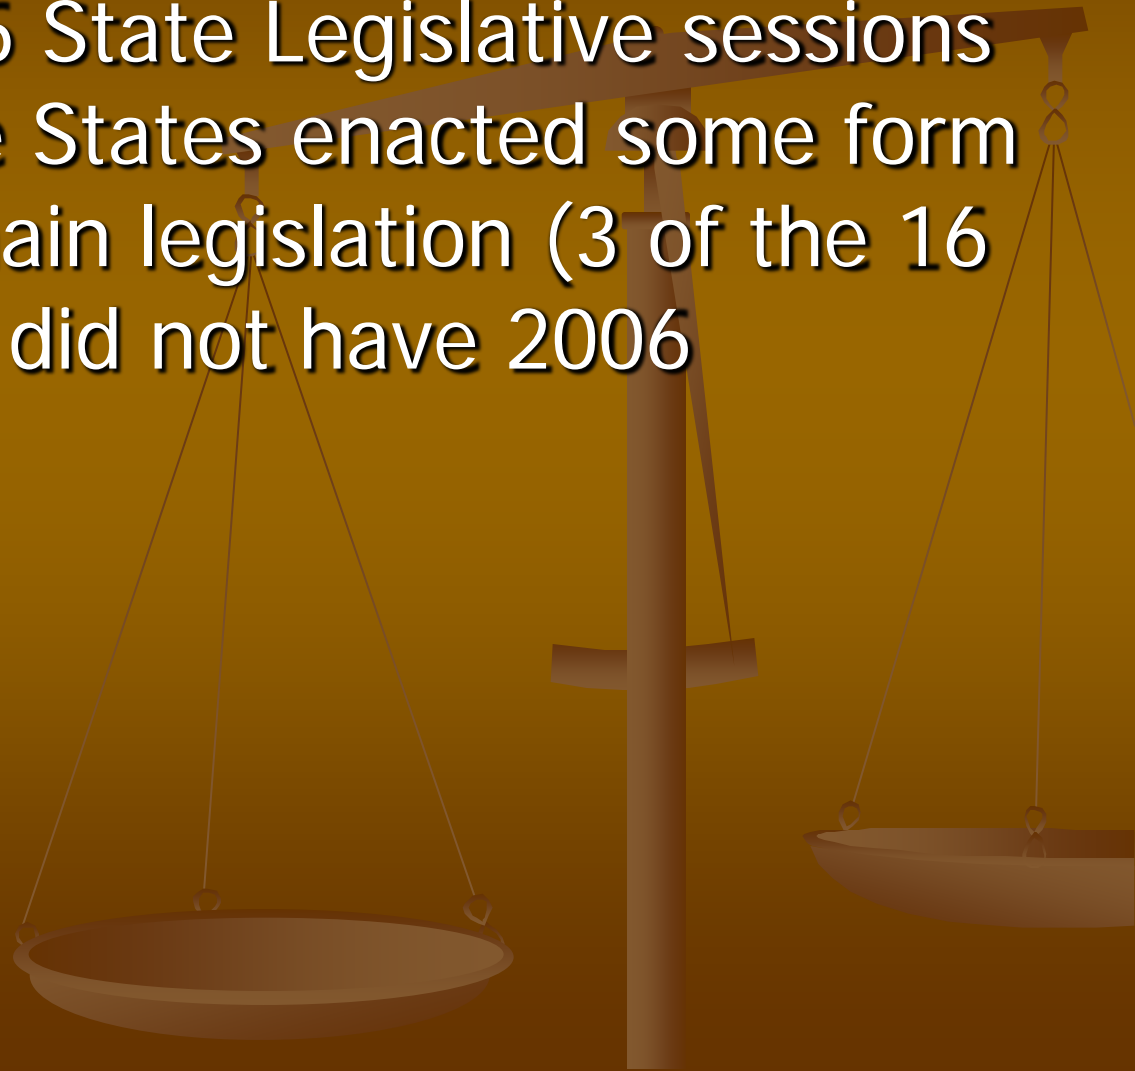 State Legislative sessions
States enacted some form
ain legislation (3 of the 16
did not have 2006